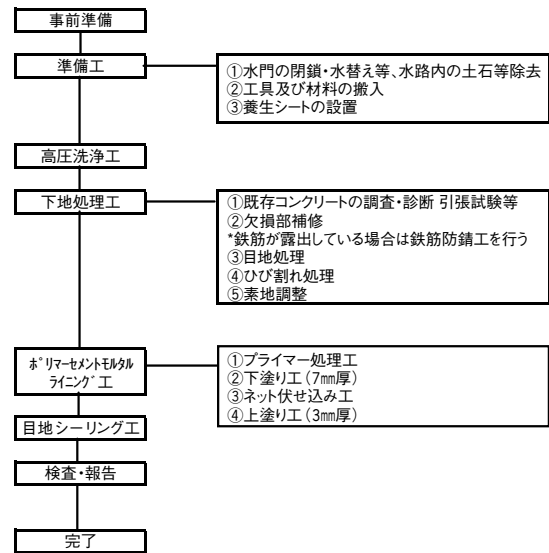 事前準備
準備工
①水門の閉鎖・水替え等、水路内の土石等除去
②工具及び材料の搬入
③養生シートの設置
高圧洗浄工
下地処理工
①既存コンクリートの調査・診断 引張試験等
②欠損部補修
*鉄筋が露出している場合は鉄筋防錆工を行う
③目地処理
④ひび割れ処理
⑤素地調整
ﾎﾟﾘﾏｰｾﾒﾝﾄﾓﾙﾀﾙ
ﾗｲﾆﾝｸﾞ工
①プライマー処理工
②下塗り工（7㎜厚）
③ネット伏せ込み工
④上塗り工（3㎜厚）
目地シーリング工
検査・報告
完了